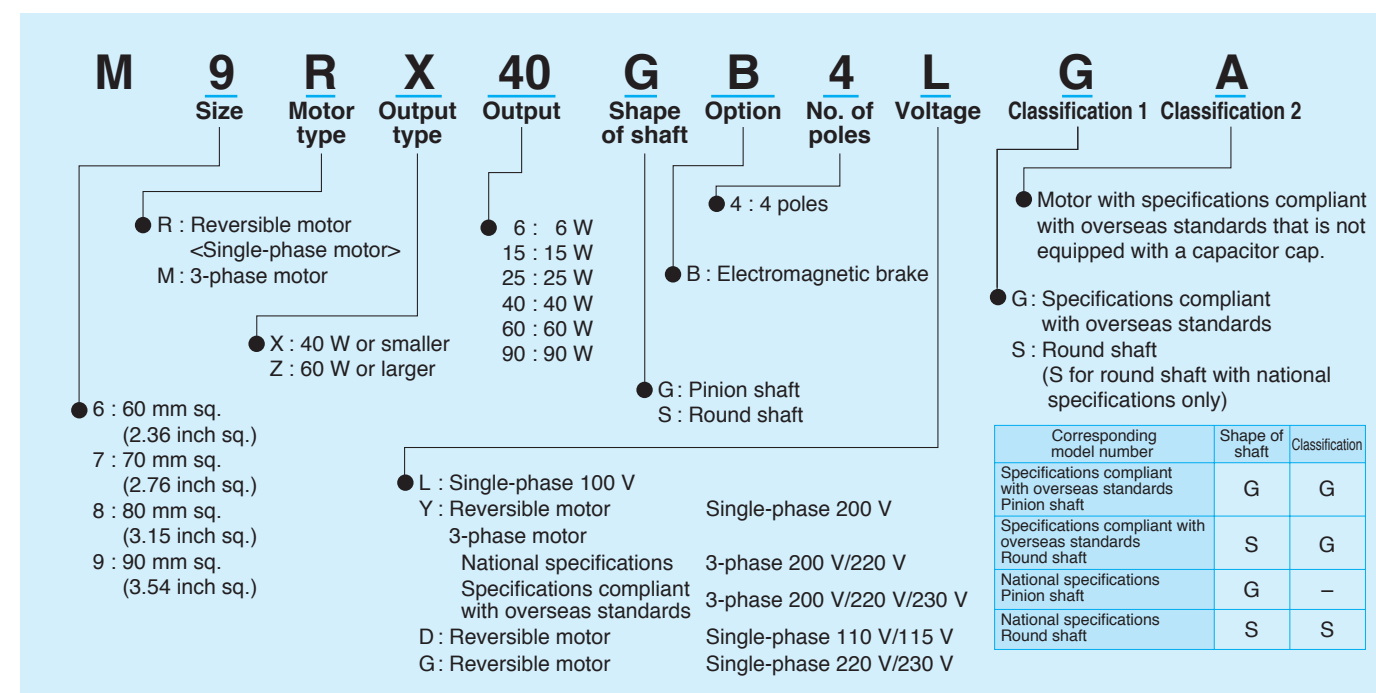 M 9 R X 40 G B 4 L G A
Size Motor type Output type Output Shape of shaft Option No. of poles Voltage Classification 1 Classification 2
R : Reversible motor
<Single-phase motor>
M : 3-phase motor
X : 40 W or smaller
Z : 60 W or larger
6 : 60 mm sq.
(2.36 inch sq.)
7 : 70 mm sq.
(2.76 inch sq.)
8 : 80 mm sq.
(3.15 inch sq.)
9 : 90 mm sq.
(3.54 inch sq.)
6 : 6 W
15 : 15 W
25 : 25 W
40 : 40 W
60 : 60 W
90 : 90 W
G : Pinion shaft
S : Round shaft
B : Electromagnetic brake
4 : 4 poles
L : Single-phase 100 V
Y : Reversible motor Single-phase 200 V
3-phase motor
National specifications 3-phase 200 V/220 V
Specifications compliant
with overseas standards 3-phase 200 V/220 V/230 V
D : Reversible motor Single-phase 110 V/115 V
G : Reversible motor Single-phase 220 V/230 V
Motor with specifications compliant
with overseas standards that is not
equipped with a capacitor cap.
G : Specifications compliant
with overseas standards
S : Round shaft
(S for round shaft with national
specifications only)
Corresponding model number Shape of shaft Classification
Specifications compliant
with overseas standards
Pinion shaft G G
Specifications compliant with
overseas standards
Round shaft S G
National specifications
Pinion shaft G –
National specifications
Round shaft S S